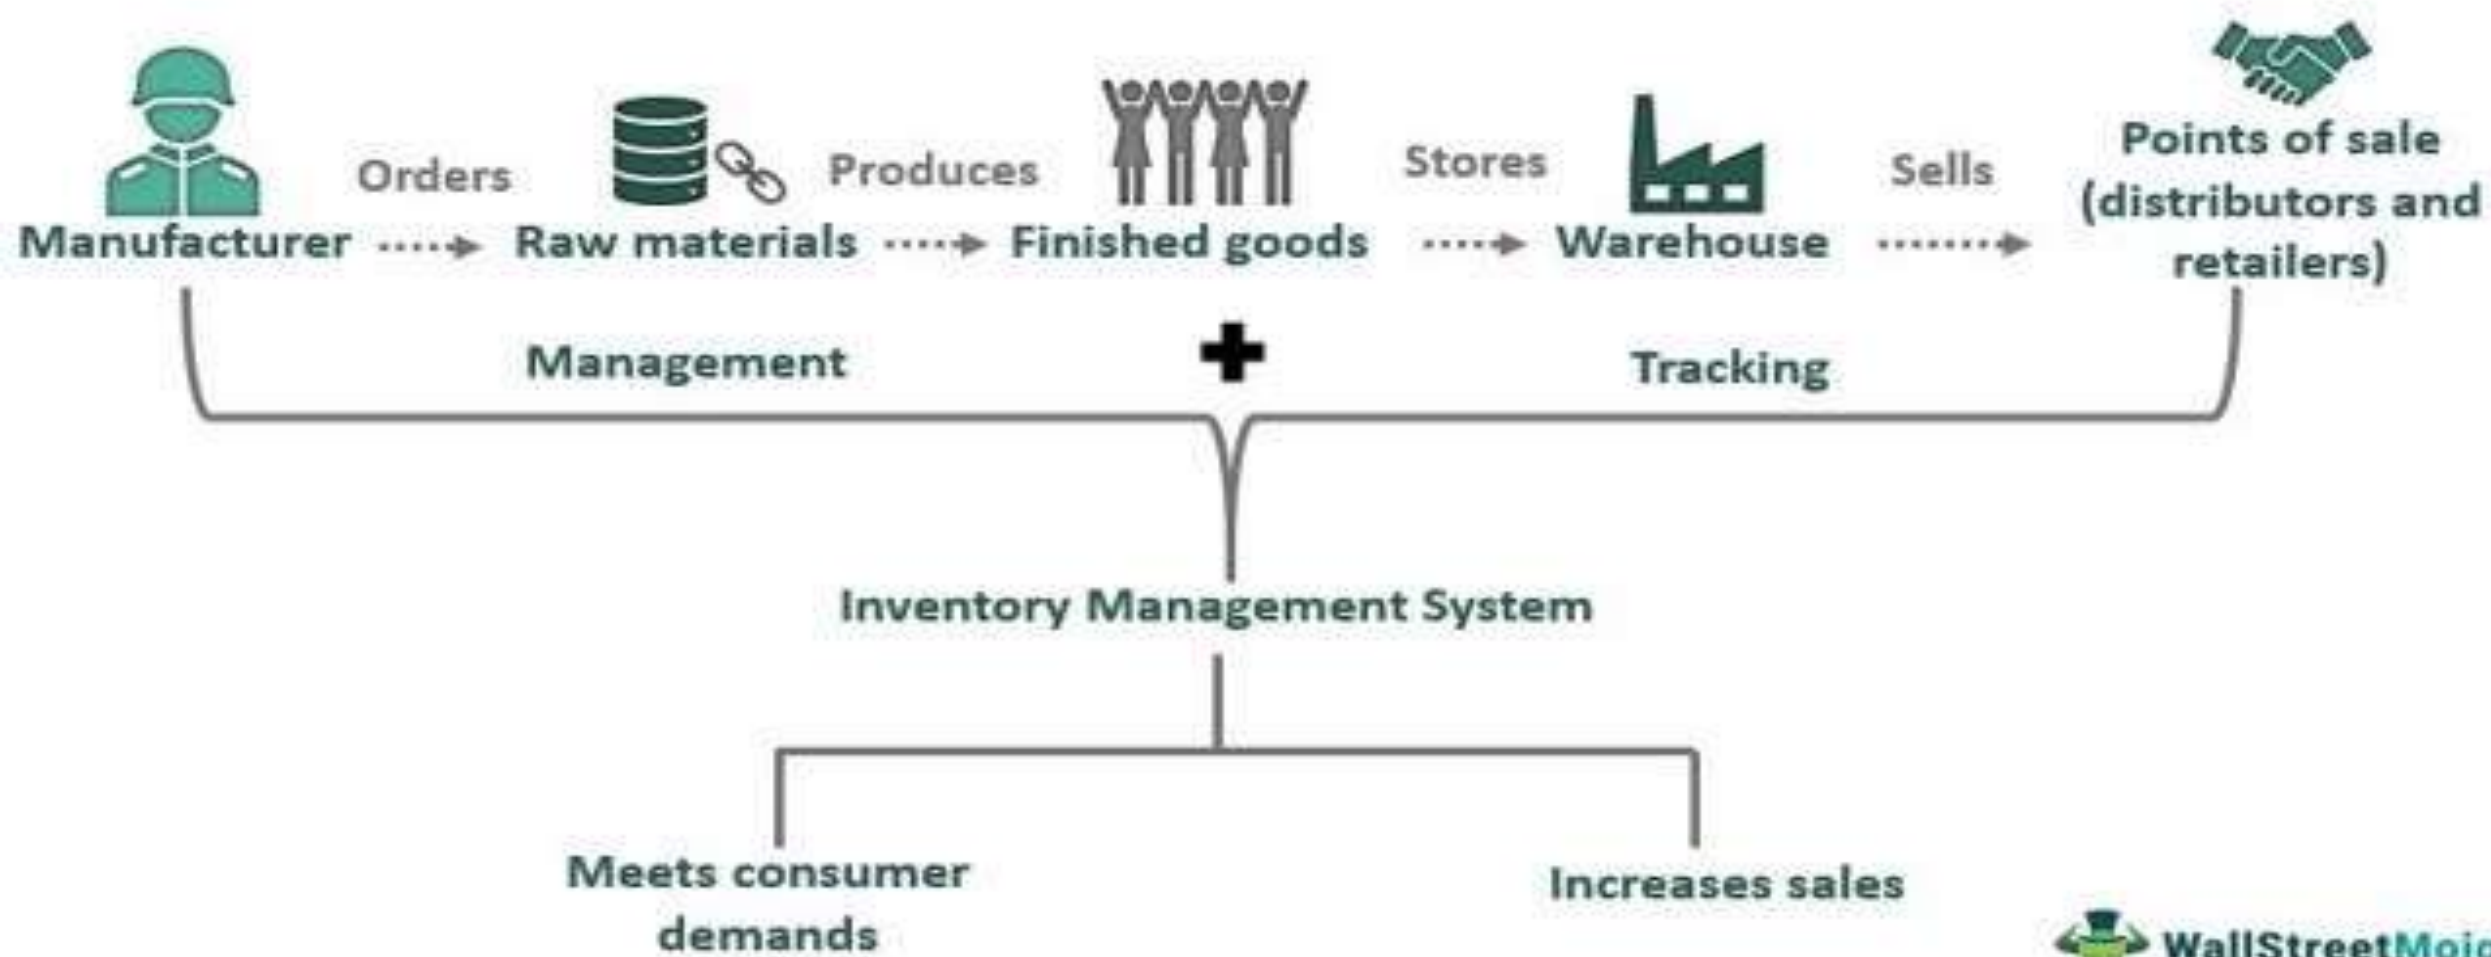 Orders
Produces
Stores
Sells
Points of sale
(distributors and
retailers)
Manufacturer
Raw materials
Finished goods
Warehouse
Management
Tracking
Inventory Management System
Meets consumer
demands
Increases sales